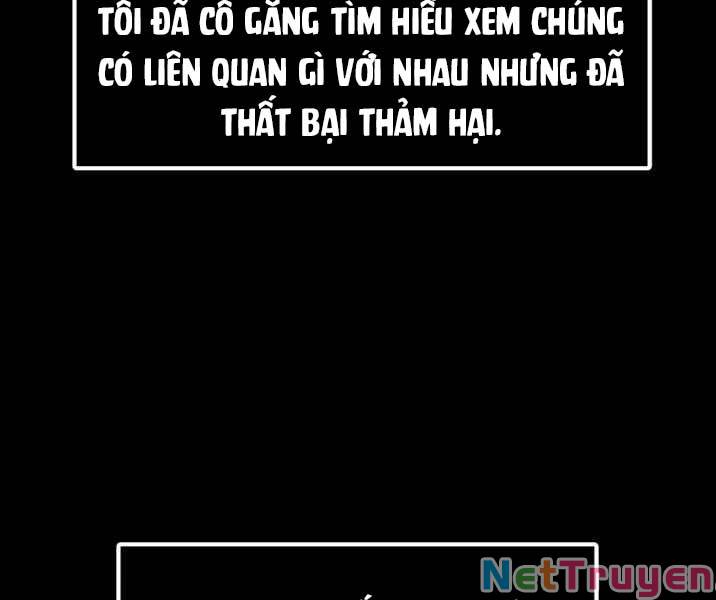 TÔI ĐÃ CỐ GẮNG TÌM HIỂU XEM CHÚNG
CÓ LIÊN QUAN GÌ VỚI NHAU NHƯNG ĐÃ
THẤT BẠI THẢM HẠI.
NetTruyen